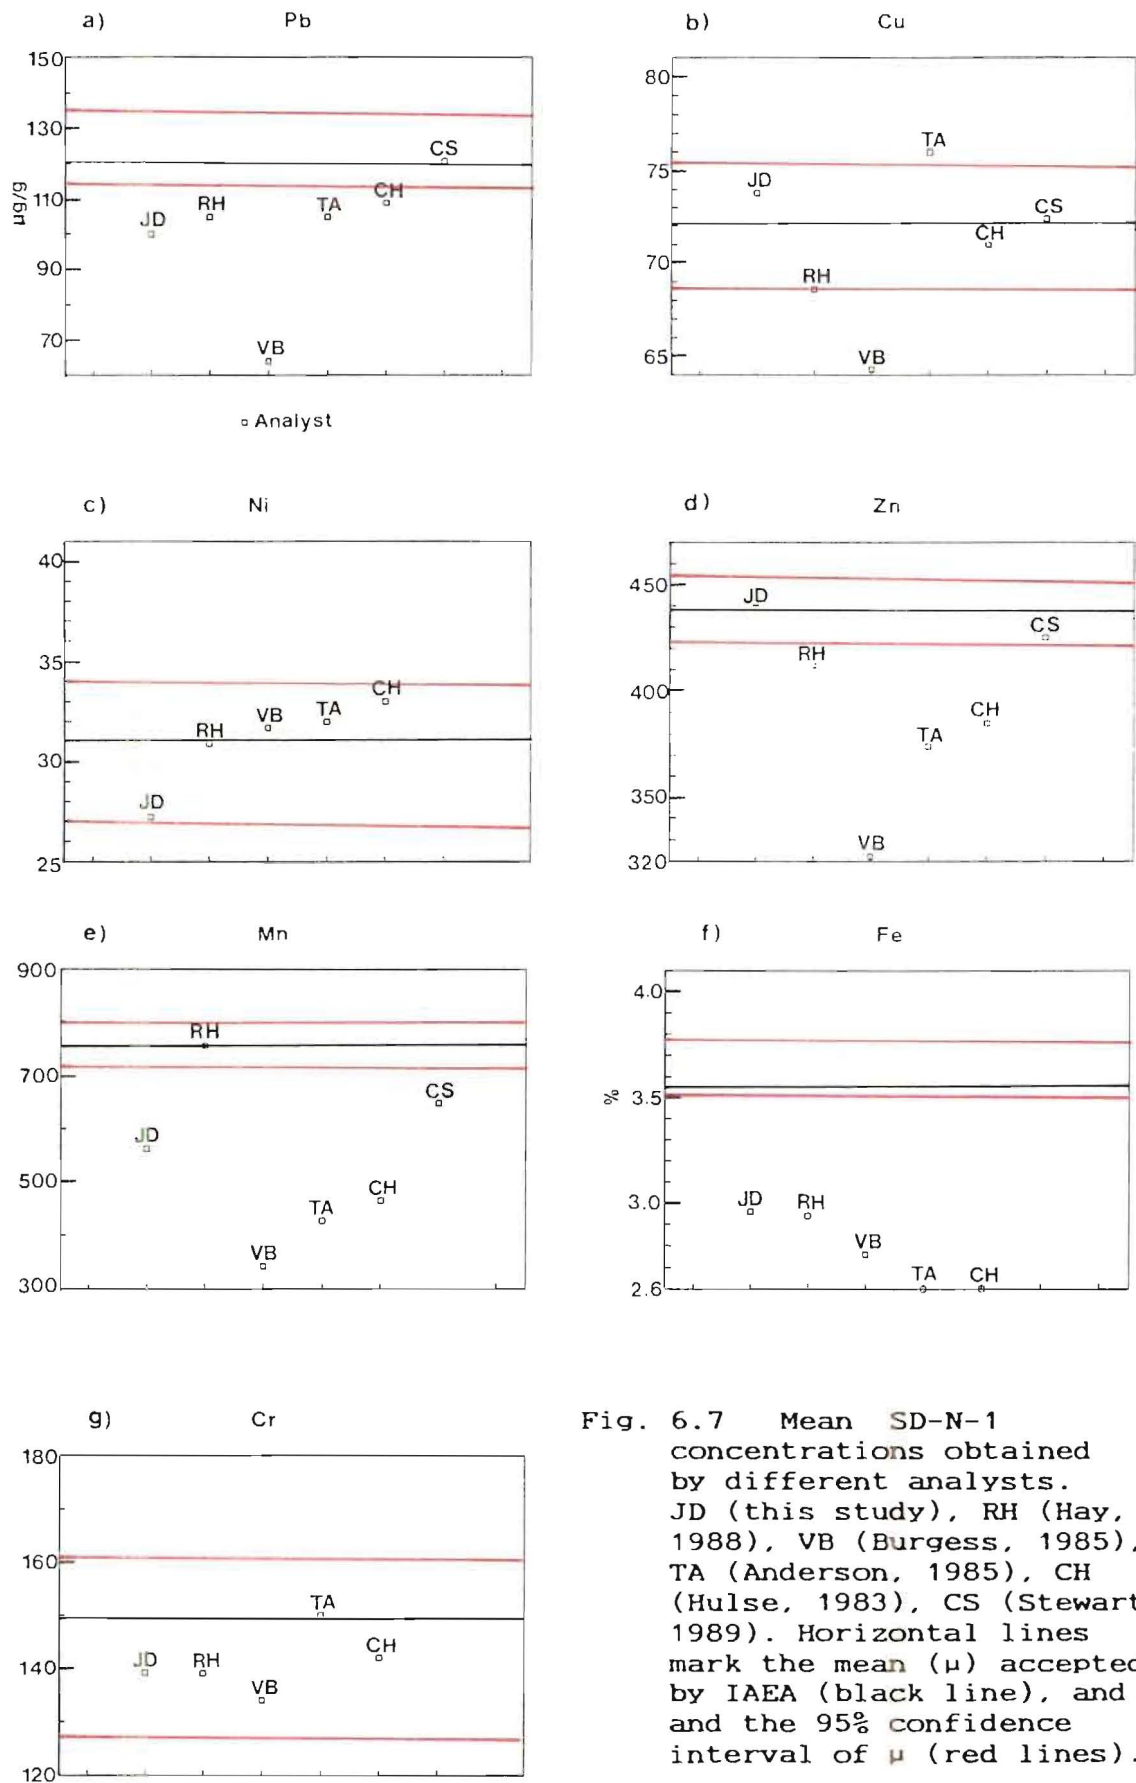 a) Pb
150
130
110
90
70
µg/g
JD
RH
VB
TA
CH
CS
▫ Analyst
b) Cu
80
75
70
65
JD
RH
VB
TA
CH
CS
c) Ni
40
35
30
25
JD
RH
VB
TA
CH
d) Zn
450
400
350
320
JD
RH
VB
TA
CH
CS
e) Mn
900
700
500
300
JD
RH
VB
TA
CH
CS
f) Fe
4.0
3.5
3.0
2.6
%
JD
RH
VB
TA
CH
g) Cr
180
160
140
120
JD
RH
VB
TA
CH
Fig. 6.7 Mean SD-N-1
concentrations obtained
by different analysts.
JD (this study), RH (Hay,
1988), VB (Burgess, 1985),
TA (Anderson, 1985), CH
(Hulse, 1983), CS (Stewart
1989). Horizontal lines
mark the mean (µ) accepted
by IAEA (black line), and
and the 95% confidence
interval of µ (red lines).